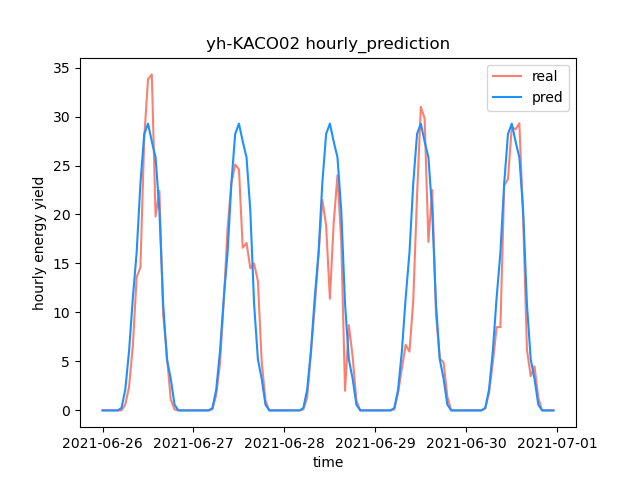 yh-KACO02 hourly_prediction
real
pred
hourly energy yield
35
30
25
20
15
10
5
0
2021-06-26 2021-06-27 2021-06-28 2021-06-29 2021-06-30 2021-07-01
time